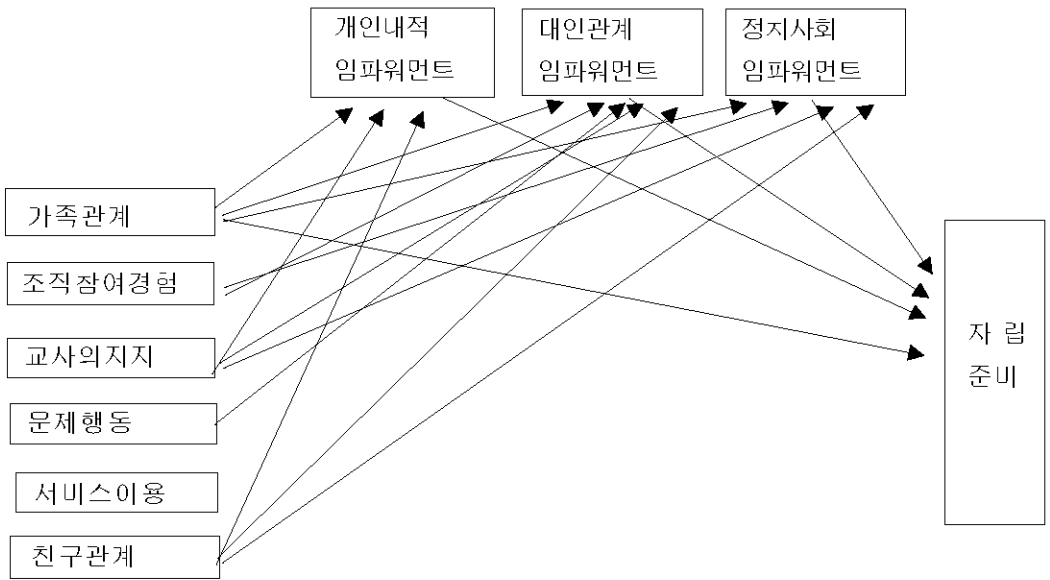 개인내적
임파워먼트
대인관계
임파워먼트
정지사회
임파워먼트
가족관계
조직참여경험
교사의지지
문제행동
서비스이용
친구관계
자 립
준비